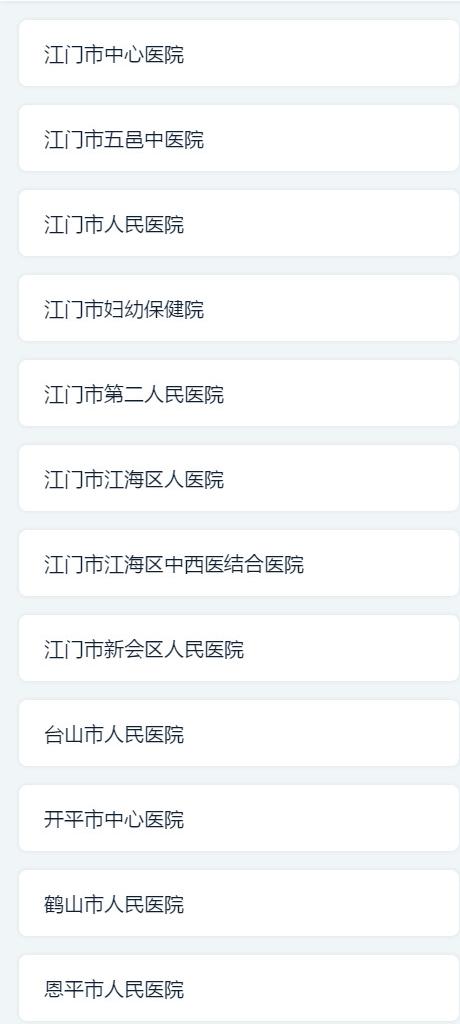 江门市中心医院
江门市五邑中医院
江门市人民医院
江门市妇幼保健院
江门市第二人民医院
江门市江海区人医院
江门市江海区中西医结合医院
江门市新会区人民医院
台山市人民医院
开平市中心医院
鹤山市人民医院
恩平市人民医院